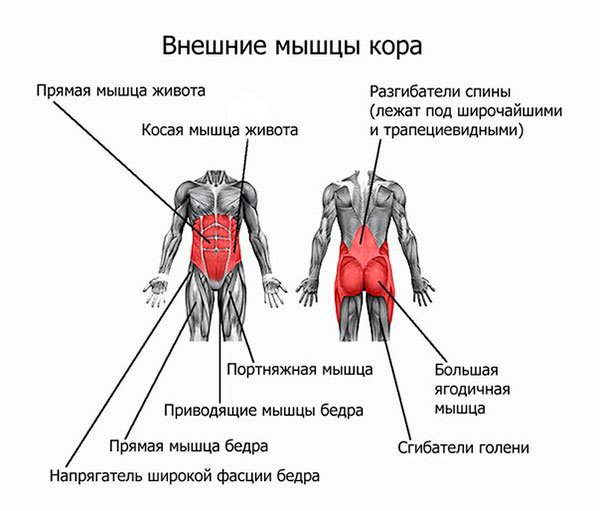 Внешние мышцы кора
Прямая мышца живота
Косая мышца живота
Разгибатели спины
(лежат под широчайшими
и трапециевидными)
Портняжная мышца
Приводящие мышцы бедра
Прямая мышца бедра
Напрягатель широкой фасции бедра
Большая
ягодичная
мышца
Сгибатели голени